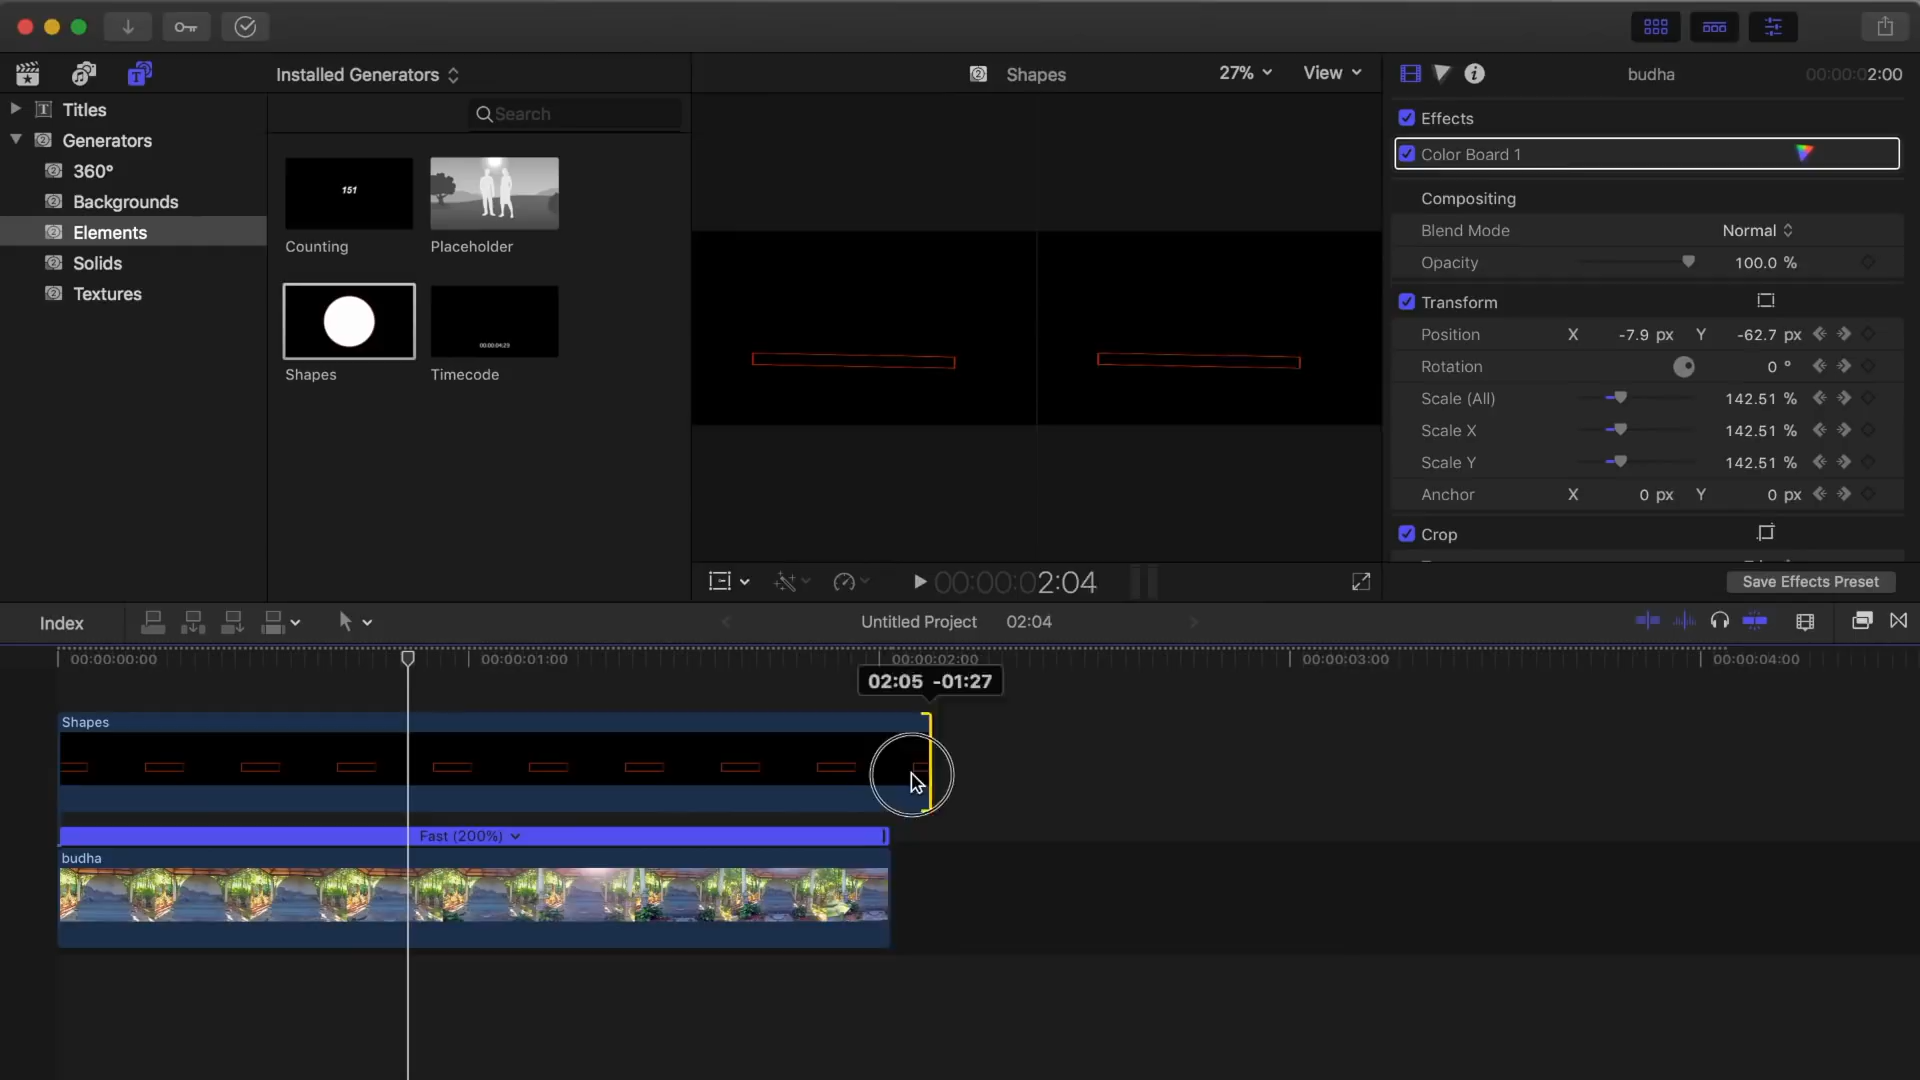 Installed Generators
Shapes
27%
View
budha
00:00:02:00
Titles
Search
Effects
Generators
Color Board 1
360°
Backgrounds
Compositing
Elements
Blend Mode
Normal
Counting
Placeholder
Opacity
100.0 %
Solids
Transform
Textures
Position
X
-7.9 px
Y
-62.7 px
151
Rotation
0 °
00:00:04:23
Shapes
Timecode
Scale (All)
142.51 %
Scale X
142.51 %
Scale Y
142.51 %
Anchor
X
0 px
Y
0 px
Crop
00:00:02:04
Save Effects Preset
Index
Untitled Project
02:04
00:00:00:00
00:00:01:00
00:00:02:00
00:00:03:00
00:00:04:00
02:05 -01:27
Shapes
Fast (200%)
budha